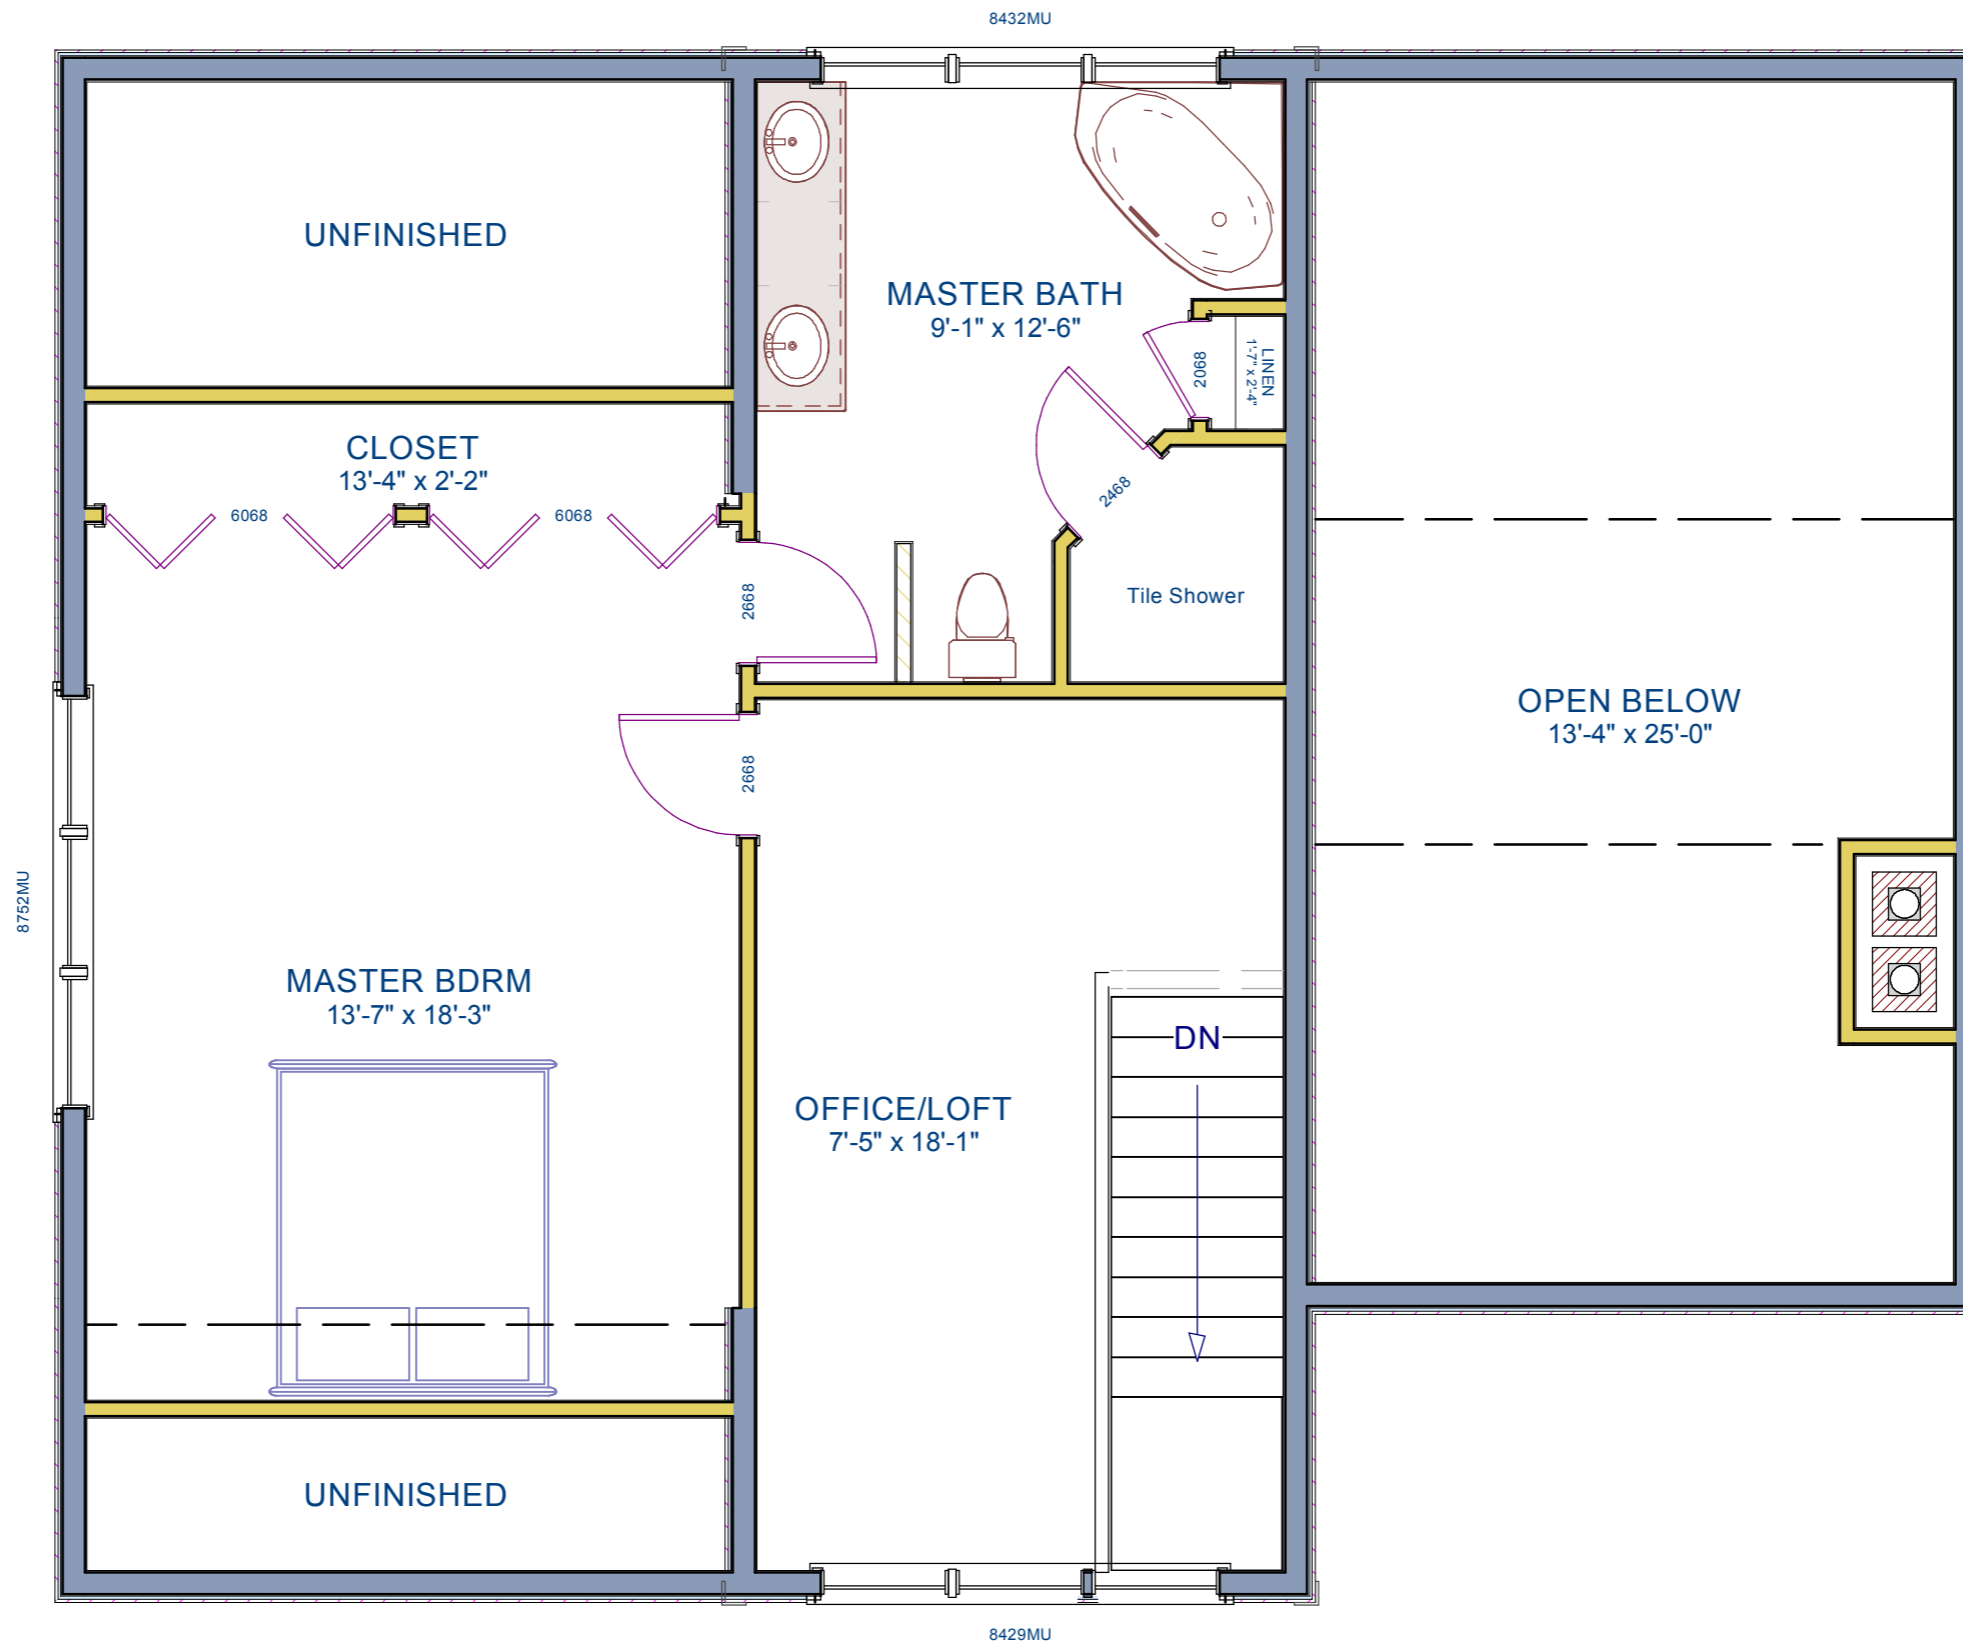 8432MU
UNFINISHED
MASTER BATH
9'-1" x 12'-6"
LINEN
1'-7" x 2'-4"
2068
CLOSET
13'-4" x 2'-2"
6068
6068
2468
2668
Tile Shower
OPEN BELOW
13'-4" x 25'-0"
2668
8752MU
MASTER BDRM
13'-7" x 18'-3"
DN
OFFICE/LOFT
7'-5" x 18'-1"
UNFINISHED
8429MU